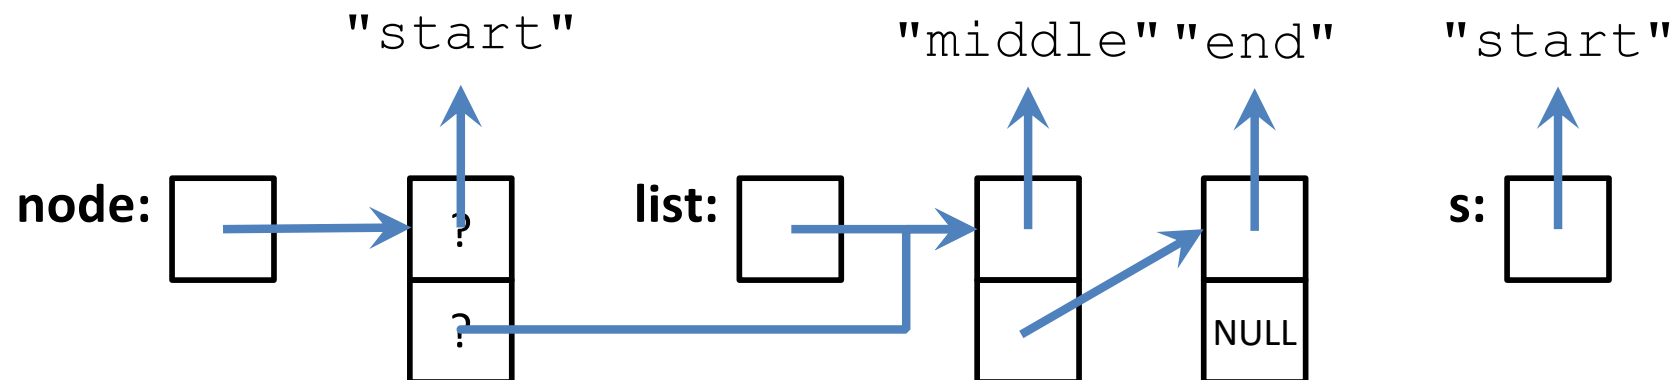 "start" "middle" "end" "start"
node: ? list: s:
? NULL